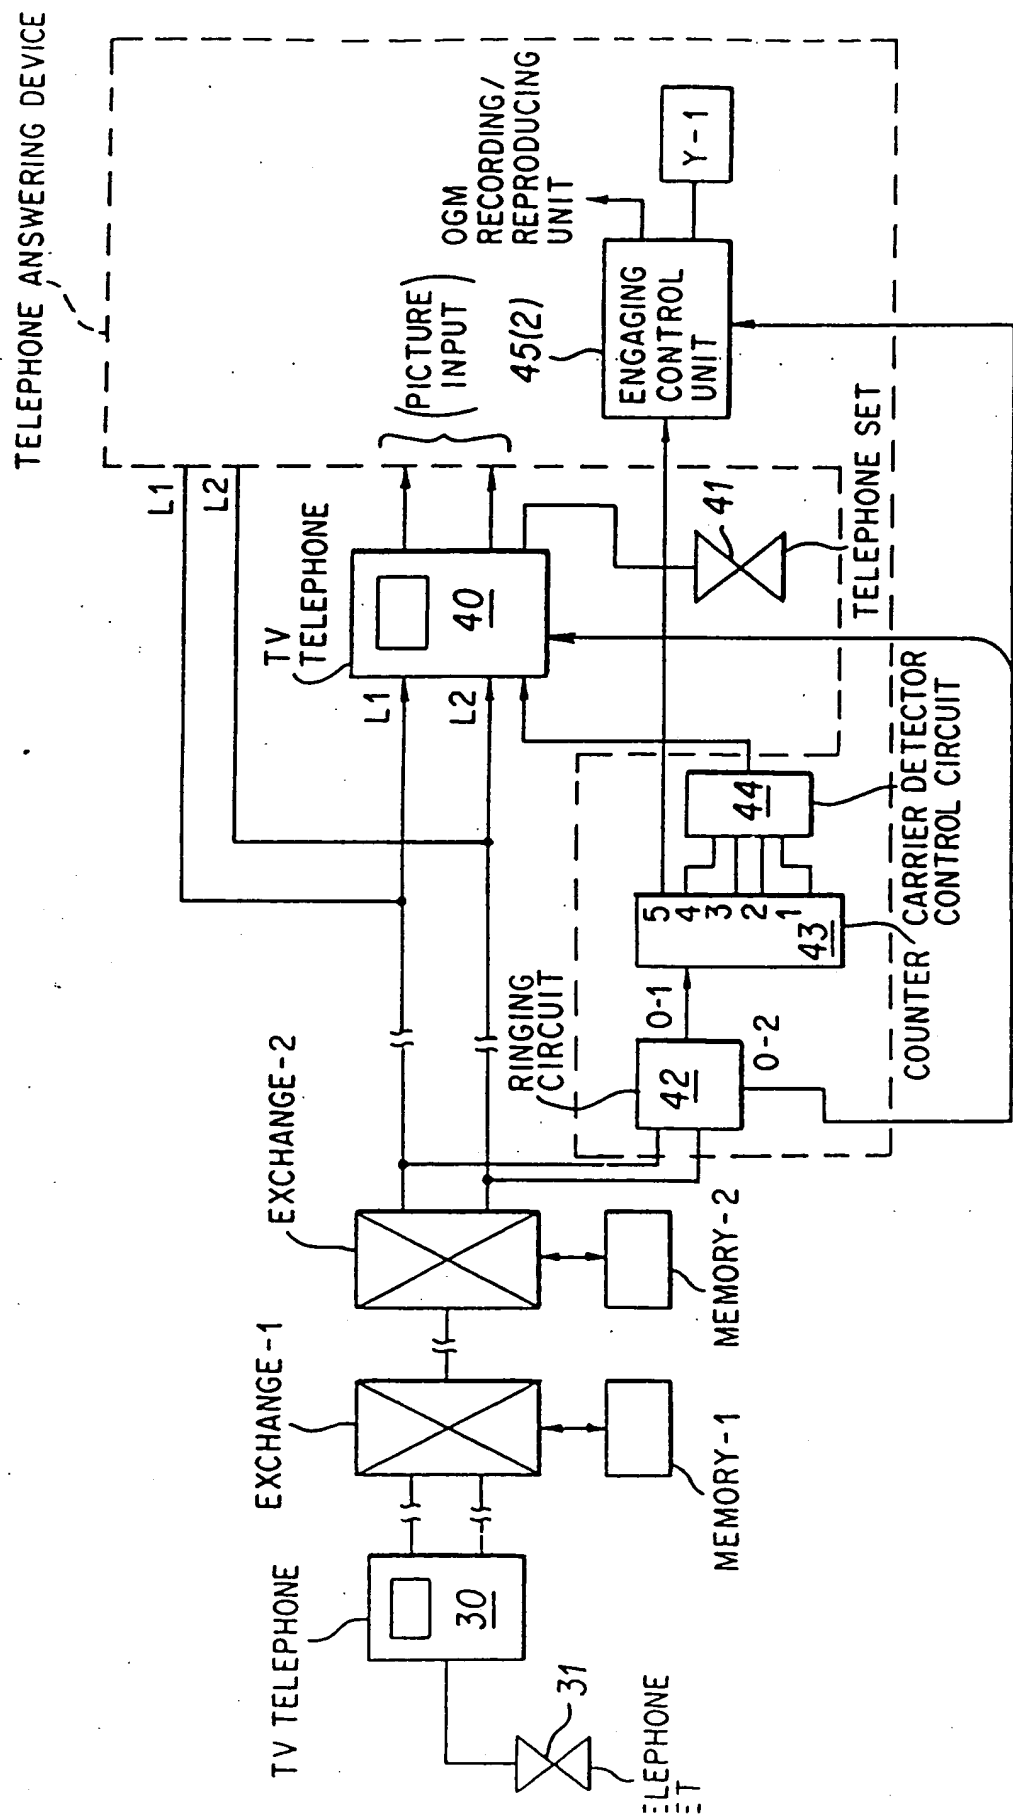 TELEPHONE ANSWERING DEVICE
L1
L2
TV
TELEPHONE
40
L1
L2
(PICTURE
INPUT)
OGM
RECORDING/
REPRODUCING
UNIT
45(2)
ENGAGING
CONTROL
UNIT
Y-1
41
TELEPHONE SET
44
CARRIER DETECTOR
CONTROL CIRCUIT
5
4
3
2
1
43
COUNTER
RINGING
CIRCUIT
42
O-1
O-2
EXCHANGE-2
MEMORY-2
EXCHANGE-1
MEMORY-1
TV TELEPHONE
30
31